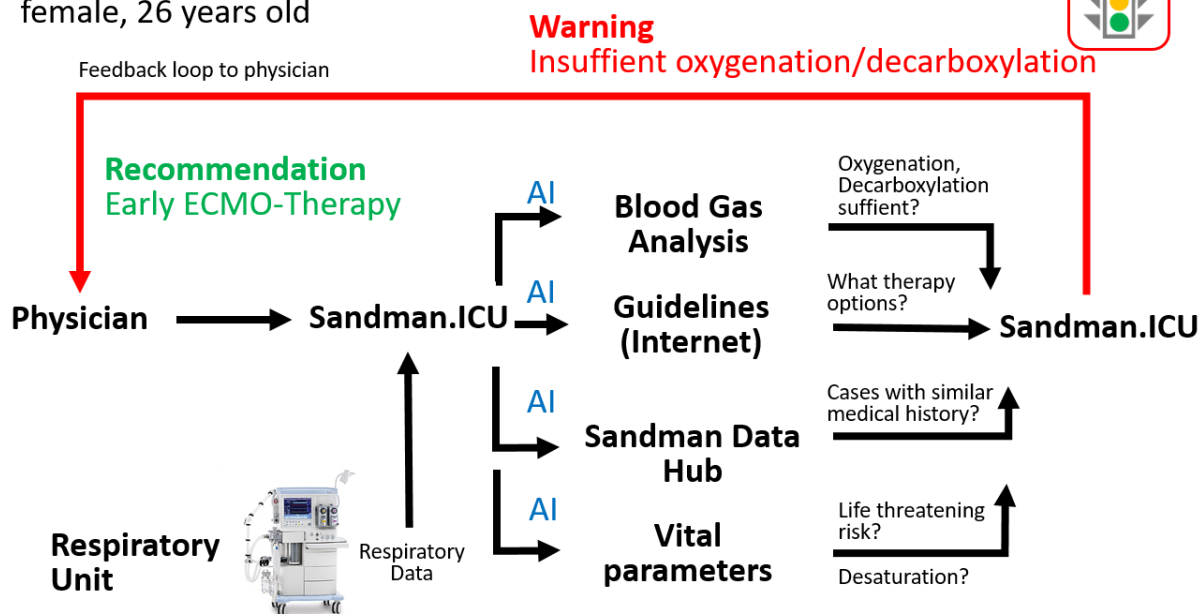 female, 26 years old
Warning
Insuffient oxygenation/decarboxylation
Feedback loop to physician
Recommendation
Early ECMO-Therapy
AI
Blood Gas
Analysis
Oxygenation,
Decarboxylation
suffient?
Physician
Sandman.ICU
AI
Guidelines
(Internet)
What therapy
options?
Sandman.ICU
AI
Sandman Data
Hub
Cases with similar
medical history?
Respiratory
Unit
Respiratory
Data
AI
Vital
parameters
Life threatening
risk?
Desaturation?